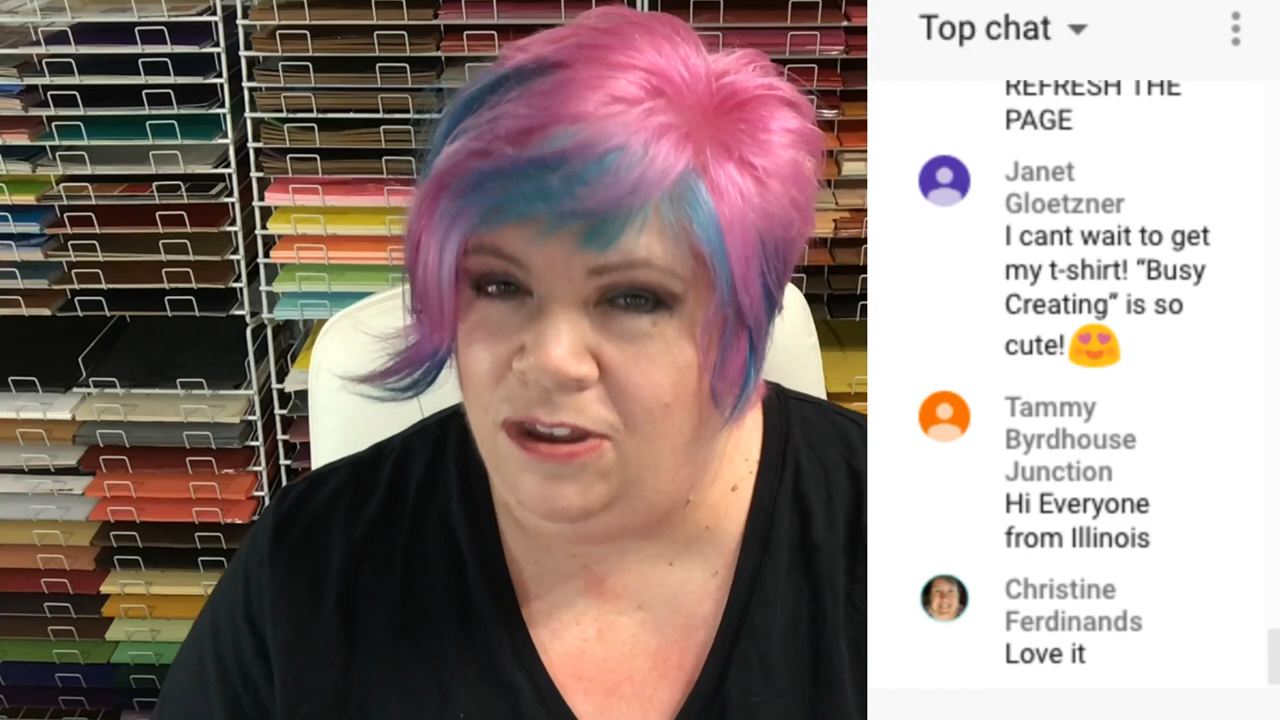 Top chat
REFRESH THE
PAGE
Janet
Gloetzner
I cant wait to get
my t-shirt! “Busy
Creating” is so
cute!😍
Tammy
Byrdhouse
Junction
Hi Everyone
from Illinois
Christine
Ferdinands
Love it